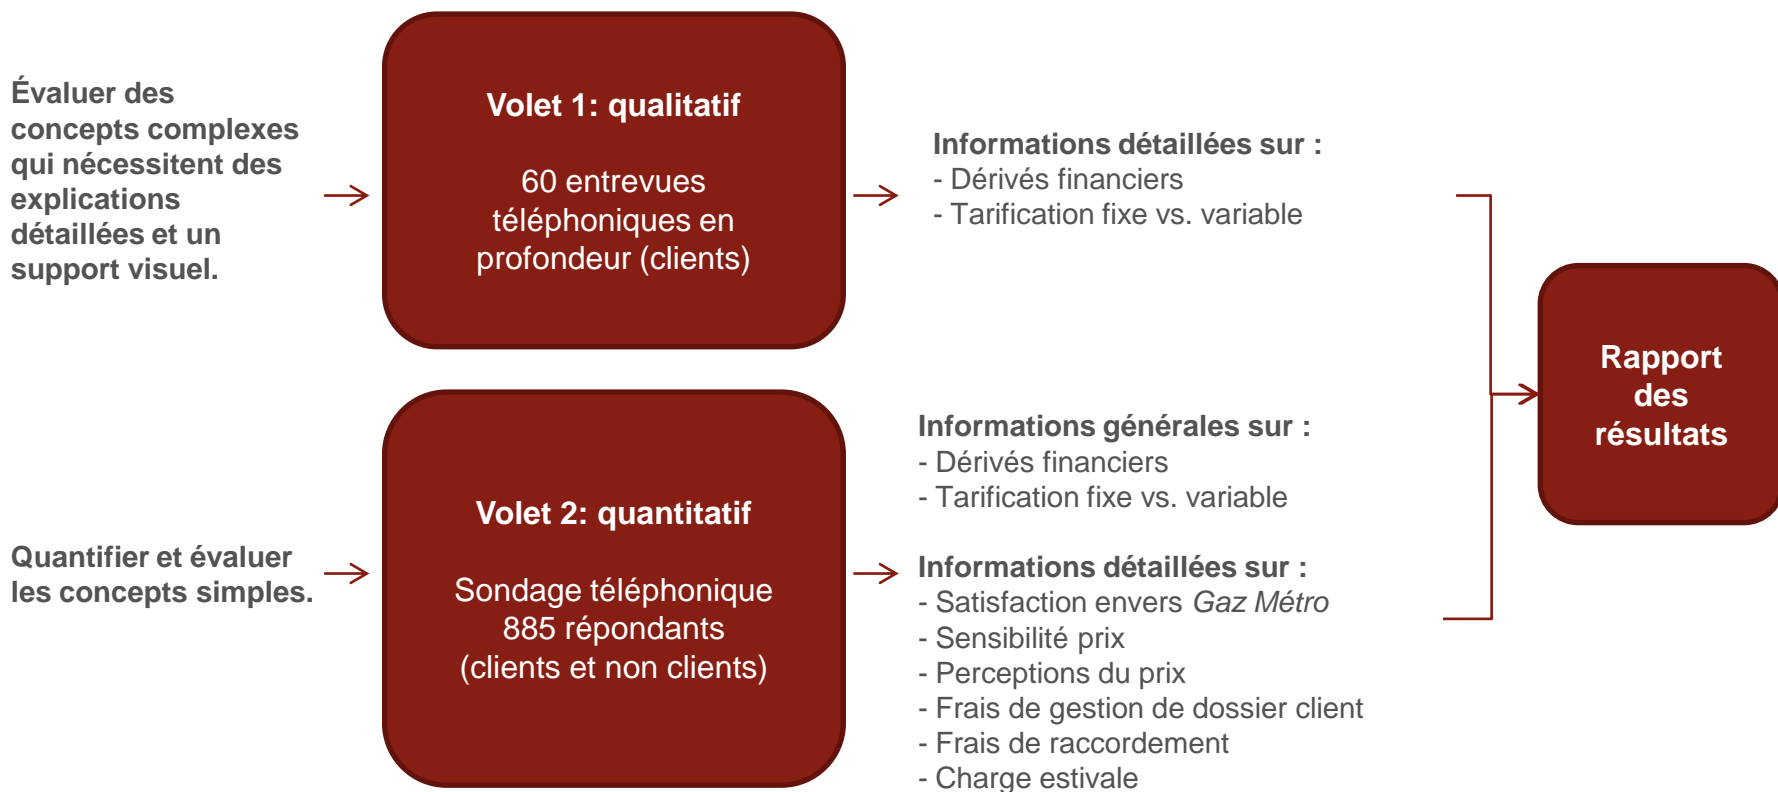 Évaluer des
concepts complexes
qui nécessitent des
explications
détaillées et un
support visuel.
Volet 1: qualitatif
60 entrevues
téléphoniques en
profondeur (clients)
Informations détaillées sur :
- Dérivés financiers
- Tarification fixe vs. variable
Quantifier et évaluer
les concepts simples.
Volet 2: quantitatif
Sondage téléphonique
885 répondants
(clients et non clients)
Informations générales sur :
- Dérivés financiers
- Tarification fixe vs. variable
Informations détaillées sur :
- Satisfaction envers Gaz Métro
- Sensibilité prix
- Perceptions du prix
- Frais de gestion de dossier client
- Frais de raccordement
- Charge estivale
Rapport
des
résultats